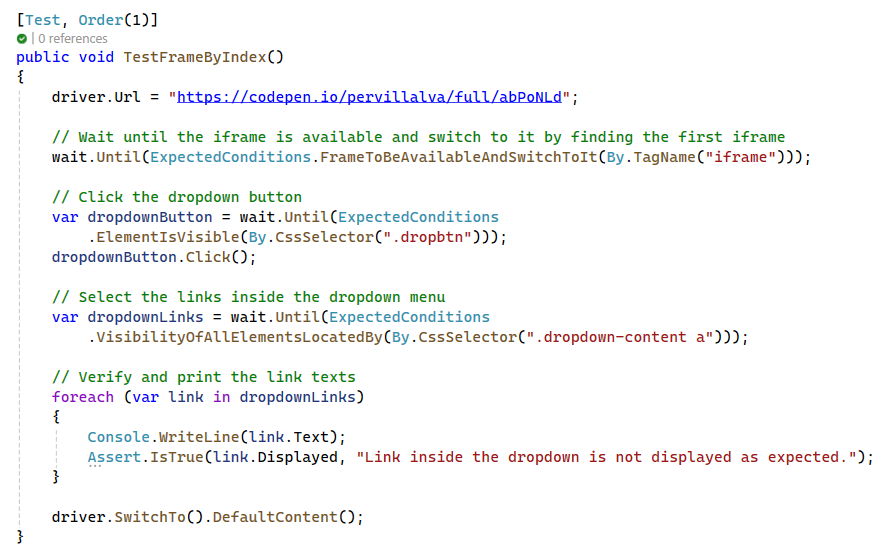 [Test, Order(1)]
| 0 references
public void TestFrameByIndex()
{
    driver.Url = "https://codepen.io/pervillalva/full/abPoNLd";

    // Wait until the iframe is available and switch to it by finding the first iframe
    wait.Until(ExpectedConditions.FrameToBeAvailableAndSwitchToIt(By.TagName("iframe")));

    // Click the dropdown button
    var dropdownButton = wait.Until(ExpectedConditions
        .ElementIsVisible(By.CssSelector(".dropbtn")));
    dropdownButton.Click();

    // Select the links inside the dropdown menu
    var dropdownLinks = wait.Until(ExpectedConditions
        .VisibilityOfAllElementsLocatedBy(By.CssSelector(".dropdown-content a")));

    // Verify and print the link texts
    foreach (var link in dropdownLinks)
    {
        Console.WriteLine(link.Text);
        Assert.IsTrue(link.Displayed, "Link inside the dropdown is not displayed as expected.");
    }

    driver.SwitchTo().DefaultContent();
}